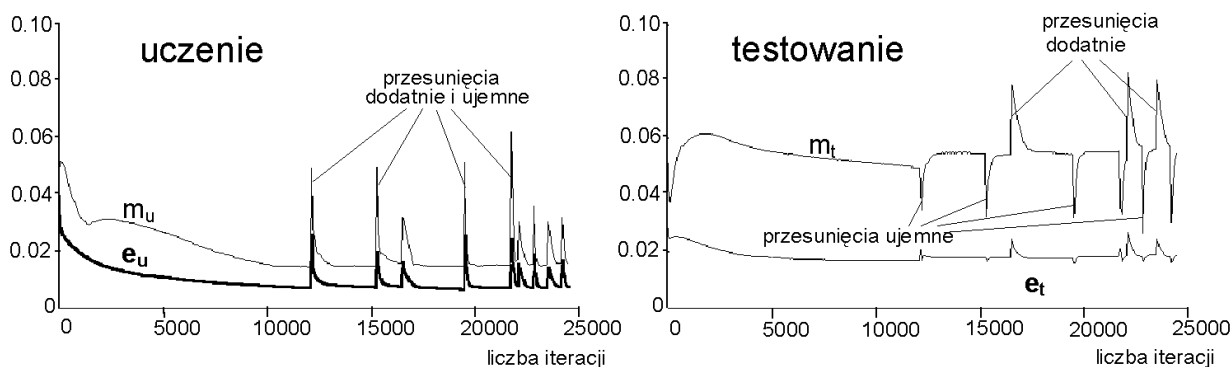 0.10
uczenie
0.08
przesunięcia
dodatnie i ujemne
0.06
0.04
m_u
0.02
e_u
0
0
5000
10000
15000
20000
25000
liczba iteracji
0.10
testowanie
przesunięcia
dodatnie
0.08
0.06
m_t
0.04
przesunięcia ujemne
0.02
e_t
0
0
5000
10000
15000
20000
25000
liczba iteracji